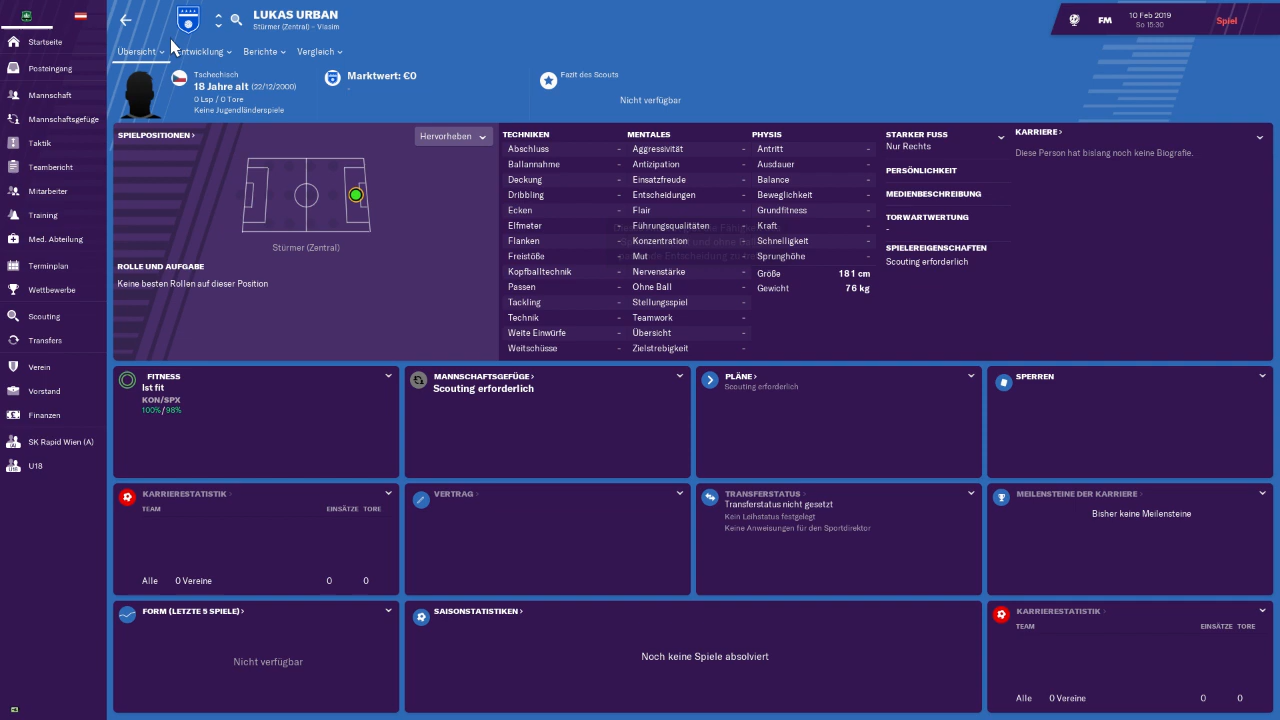 LUKAS URBAN
Stürmer (Zentral) - Vlasim
10 Feb 2019
So 15:30
FM
Spiel
Übersicht
Entwicklung
Berichte
Vergleich
Startseite
Posteingang
Mannschaft
Mannschaftsgefüge
Taktik
Teambericht
Mitarbeiter
Training
Med. Abteilung
Terminplan
Wettbewerbe
Scouting
Transfers
Verein
Vorstand
Finanzen
SK Rapid Wien (A)
U18
Tschechisch
18 Jahre alt (22/12/2000)
0 Lsp / 0 Tore
Keine Jugendländerspiele
Marktwert: €0
-
Fazit des Scouts
Nicht verfügbar
SPIELPOSITIONEN
Hervorheben
Stürmer (Zentral)
ROLLE UND AUFGABE
Keine besten Rollen auf dieser Position
TECHNIKEN
Abschluss -
Ballannahme -
Deckung -
Dribbling -
Ecken -
Elfmeter -
Flanken -
Freistöße -
Kopfballtechnik -
Passen -
Tackling -
Technik -
Weite Einwürfe -
Weitschüsse -
MENTALES
Aggressivität -
Antizipation -
Einsatzfreude -
Entscheidungen -
Flair -
Führungsqualitäten -
Konzentration -
Mut -
Nervenstärke -
Ohne Ball -
Stellungsspiel -
Teamwork -
Übersicht -
Zielstrebigkeit -
PHYSIS
Antritt -
Ausdauer -
Balance -
Beweglichkeit -
Grundfitness -
Kraft -
Schnelligkeit -
Sprunghöhe -
Größe 181 cm
Gewicht 76 kg
STARKER FUSS
Nur Rechts
PERSÖNLICHKEIT
MEDIENBESCHREIBUNG
TORWARTWERTUNG
-
SPIELEREIGENSCHAFTEN
Scouting erforderlich
KARRIERE
Diese Person hat bislang noch keine Biografie.
FITNESS
Ist fit
KON/SPX
100%/98%
MANNSCHAFTSGEFÜGE
Scouting erforderlich
PLÄNE
Scouting erforderlich
SPERREN
KARRIERESTATISTIK
TEAM EINSÄTZE TORE
Alle 0 Vereine 0 0
VERTRAG
TRANSFERSTATUS
Transferstatus nicht gesetzt
Kein Leihstatus festgelegt
Keine Anweisungen für den Sportdirektor
MEILENSTEINE DER KARRIERE
Bisher keine Meilensteine
FORM (LETZTE 5 SPIELE)
Nicht verfügbar
SAISONSTATISTIKEN
Noch keine Spiele absolviert
KARRIERESTATISTIK
TEAM EINSÄTZE TORE
Alle 0 Vereine 0 0